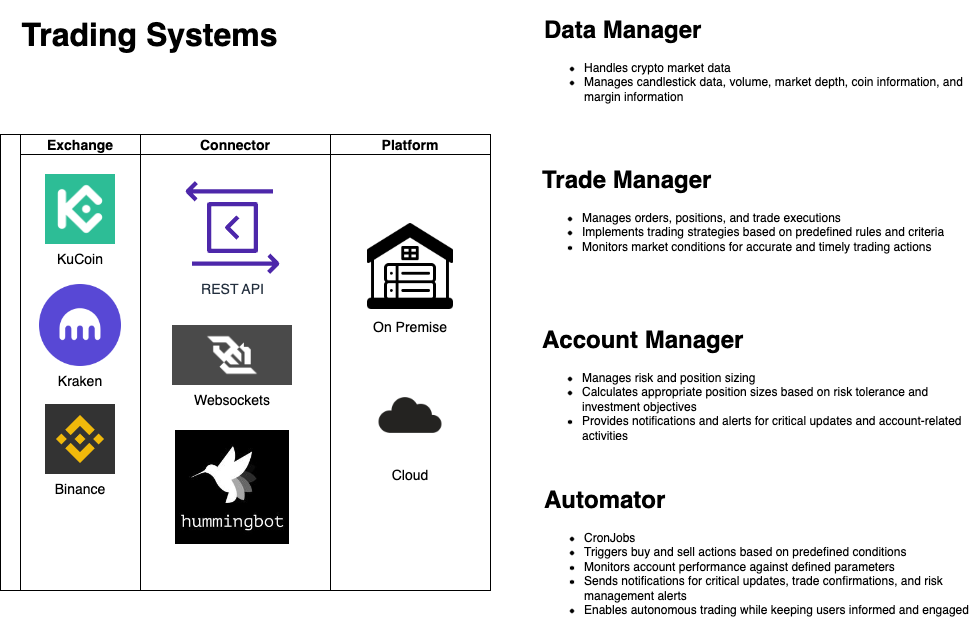 Trading Systems
Exchange
Connector
Platform
KuCoin
Kraken
Binance
REST API
Websockets
hummingbot
On Premise
Cloud
Data Manager
• Handles crypto market data
• Manages candlestick data, volume, market depth, coin information, and
margin information
Trade Manager
• Manages orders, positions, and trade executions
• Implements trading strategies based on predefined rules and criteria
• Monitors market conditions for accurate and timely trading actions
Account Manager
• Manages risk and position sizing
• Calculates appropriate position sizes based on risk tolerance and
investment objectives
• Provides notifications and alerts for critical updates and account-related
activities
Automator
• CronJobs
• Triggers buy and sell actions based on predefined conditions
• Monitors account performance against defined parameters
• Sends notifications for critical updates, trade confirmations, and risk
management alerts
• Enables autonomous trading while keeping users informed and engaged